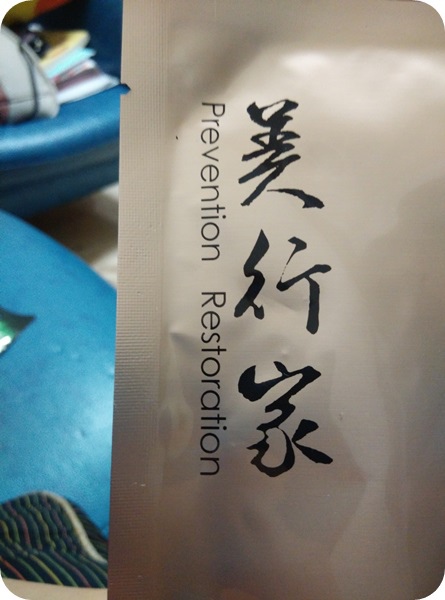 美行家
Prevention Restoration